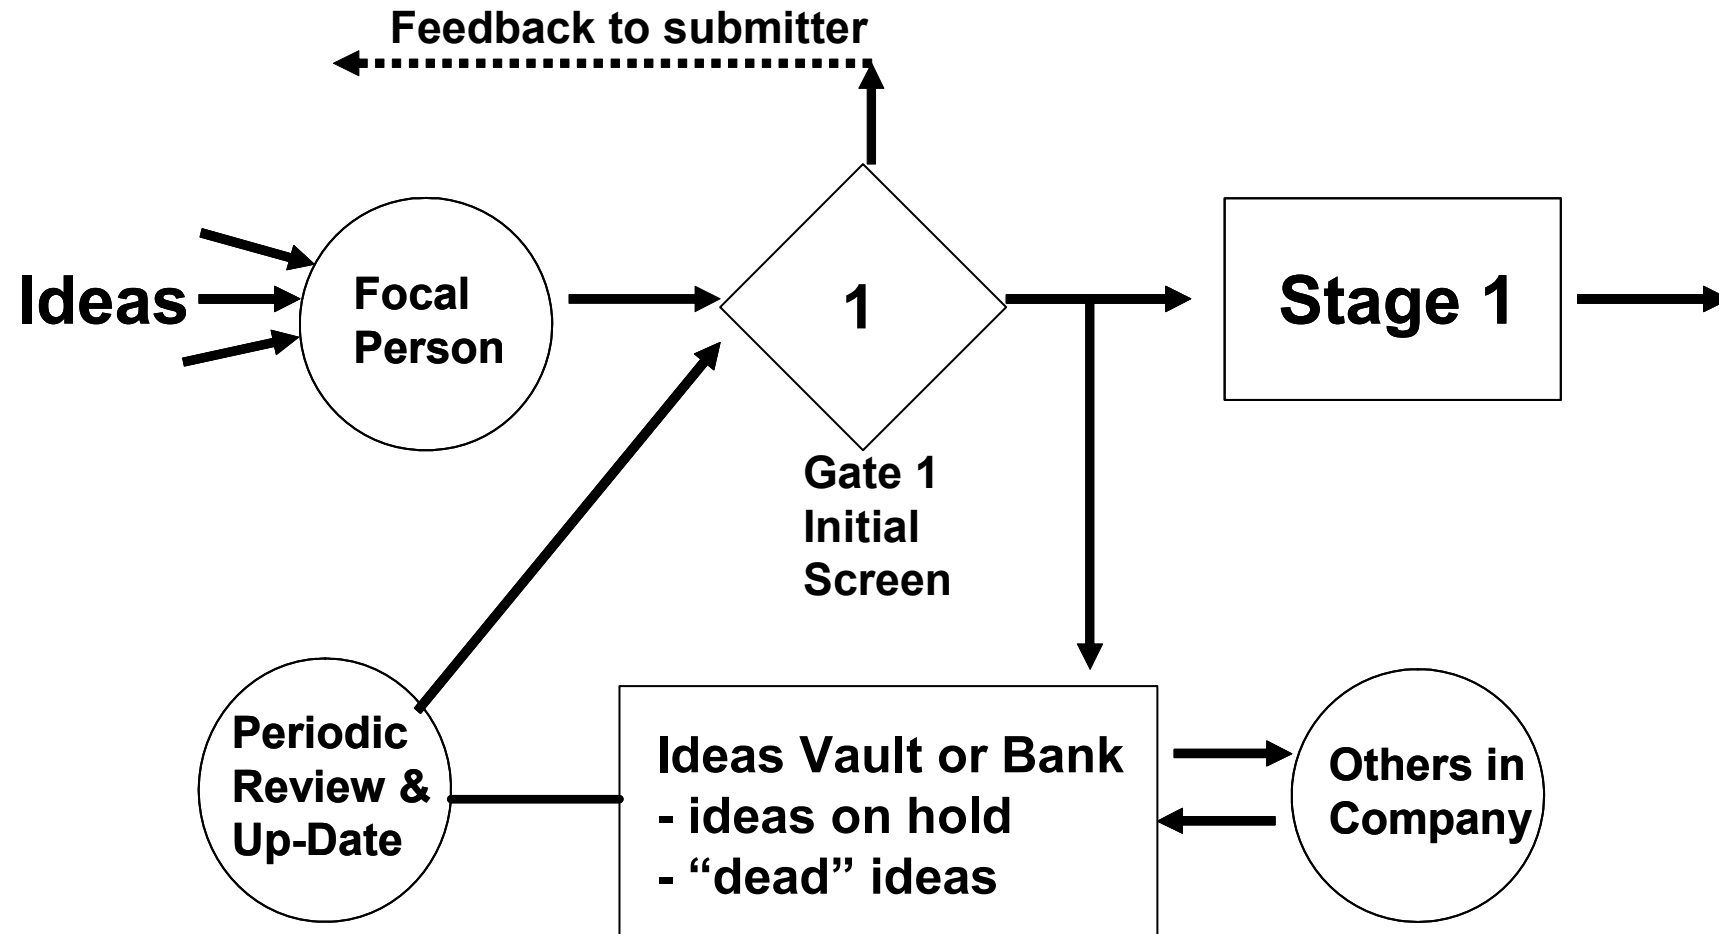 Feedback to submitter
Ideas
Focal
Person
1
Stage 1
Gate 1
Initial
Screen
Periodic
Review &
Up-Date
Ideas Vault or Bank
- ideas on hold
- “dead” ideas
Others in
Company